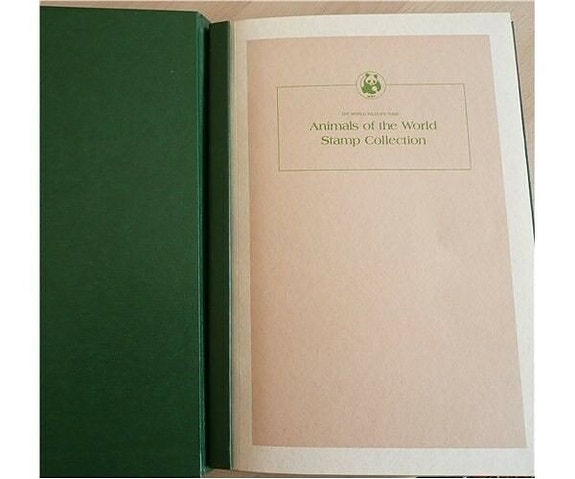 THE WORLD WILDLIFE FUND
Animals of the World
Stamp Collection